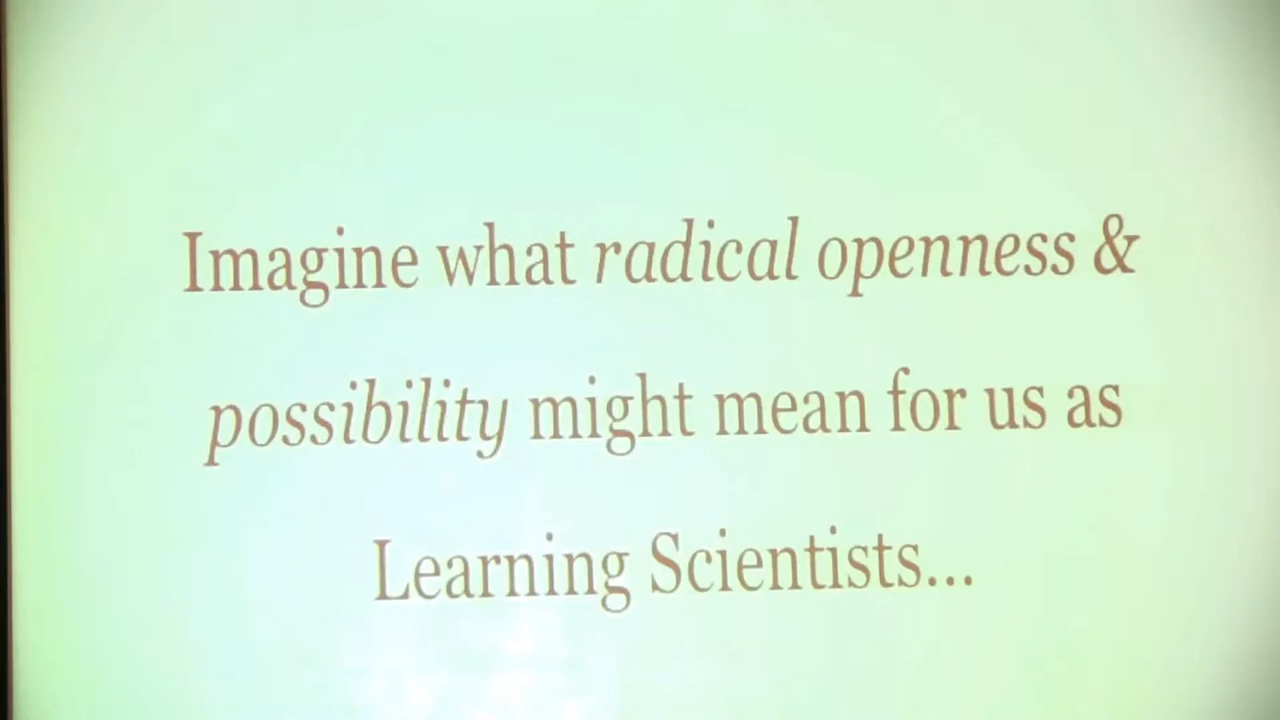 Imagine what radical openness &
possibility might mean for us as
Learning Scientists...